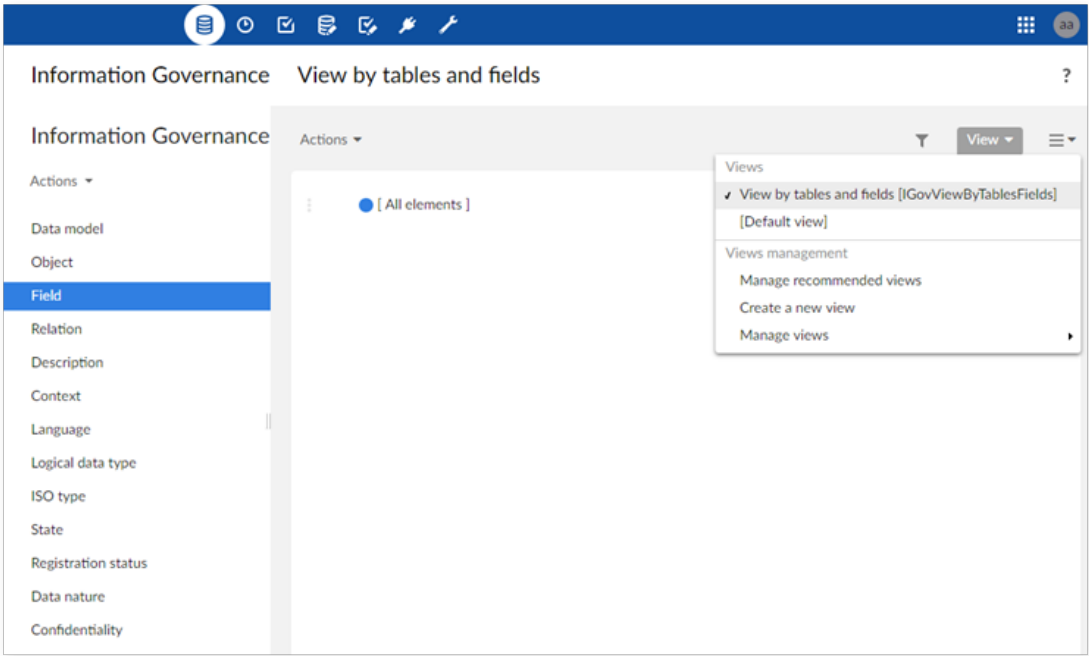 aa
Information Governance View by tables and fields ?
Information Governance
Actions
Data model
Object
Field
Relation
Description
Context
Language
Logical data type
ISO type
State
Registration status
Data nature
Confidentiality
Actions
View
[ All elements ]
Views
View by tables and fields [IGovViewByTablesFields]
[Default view]
Views management
Manage recommended views
Create a new view
Manage views